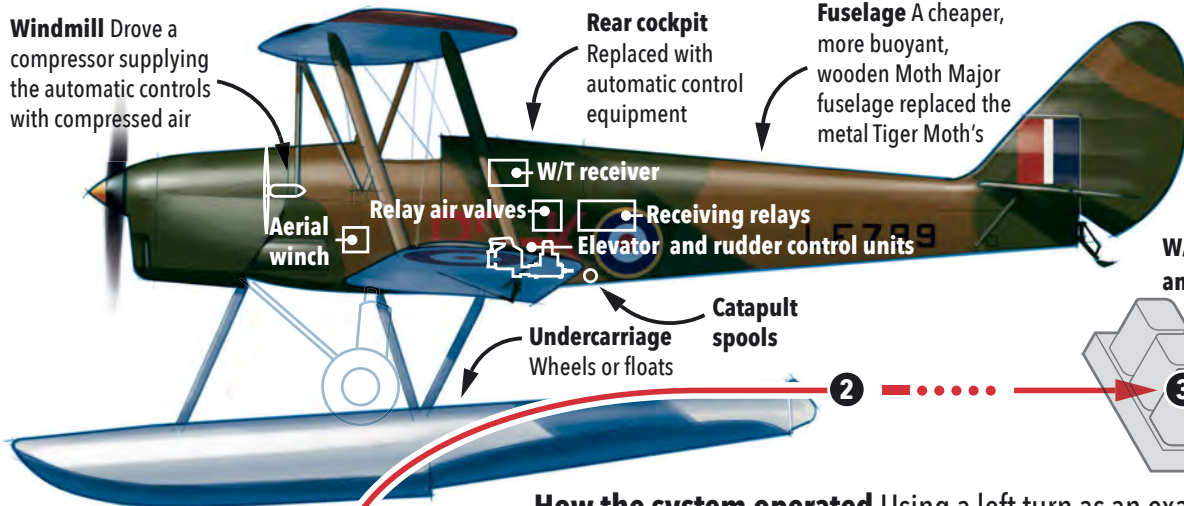 Windmill Drove a
compressor supplying
the automatic controls
with compressed air
Rear cockpit
Replaced with
automatic control
equipment
Fuselage A cheaper,
more buoyant,
wooden Moth Major
fuselage replaced the
metal Tiger Moth's
W/T receiver
Relay air valves
Receiving relays
Aerial
winch
Elevator and rudder control units
LF789
Catapult
spools
Undercarriage
Wheels or floats
W/
an
2
3
How the system operated Using a left turn as an exa